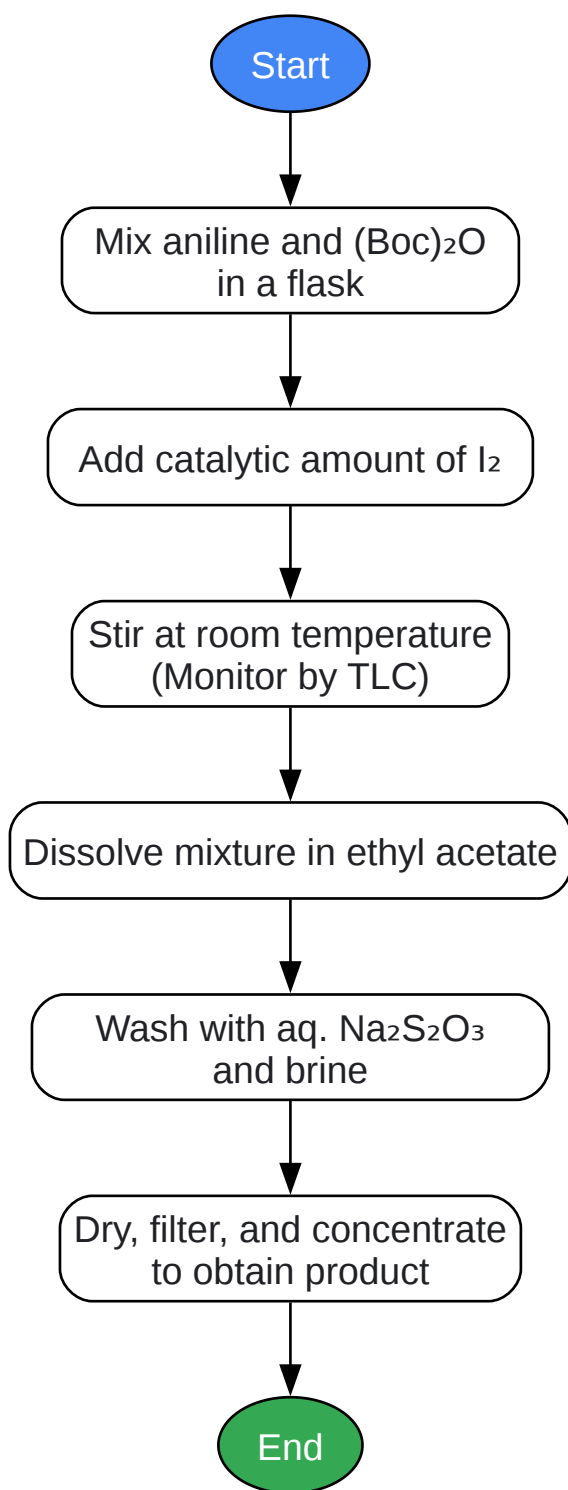 Start
Mix aniline and (Boc)₂O
in a flask
Add catalytic amount of I₂
Stir at room temperature
(Monitor by TLC)
Dissolve mixture in ethyl acetate
Wash with aq. Na₂S₂O₃
and brine
Dry, filter, and concentrate
to obtain product
End